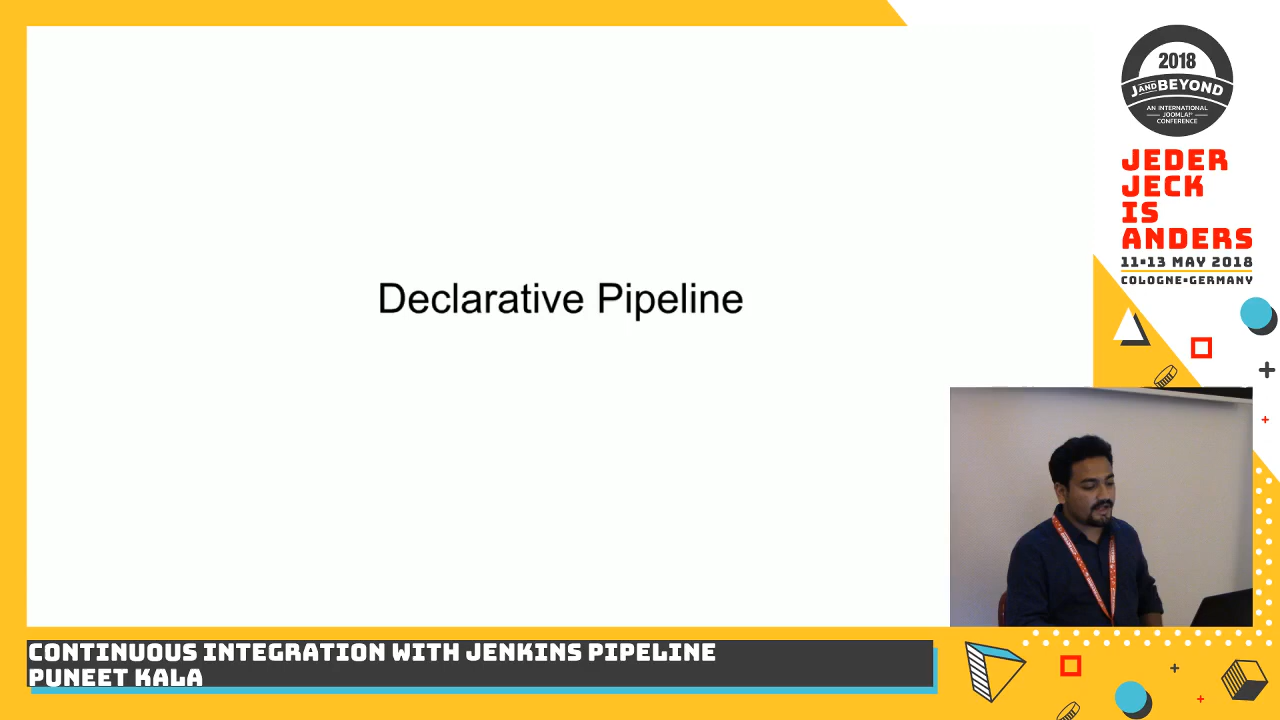 Declarative Pipeline
2018
J AND BEYOND
AN INTERNATIONAL
JOOMLA!®
CONFERENCE
JEDER
JECK
IS
ANDERS
11-13 MAY 2018
COLOGNE-GERMANY
CONTINUOUS INTEGRATION WITH JENKINS PIPELINE
PUNEET KALA